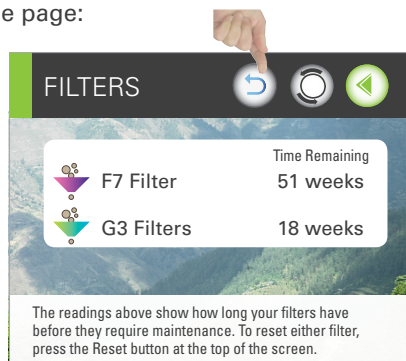 e page:
FILTERS
Time Remaining
F7 Filter 51 weeks
G3 Filters 18 weeks
The readings above show how long your filters have
before they require maintenance. To reset either filter,
press the Reset button at the top of the screen.